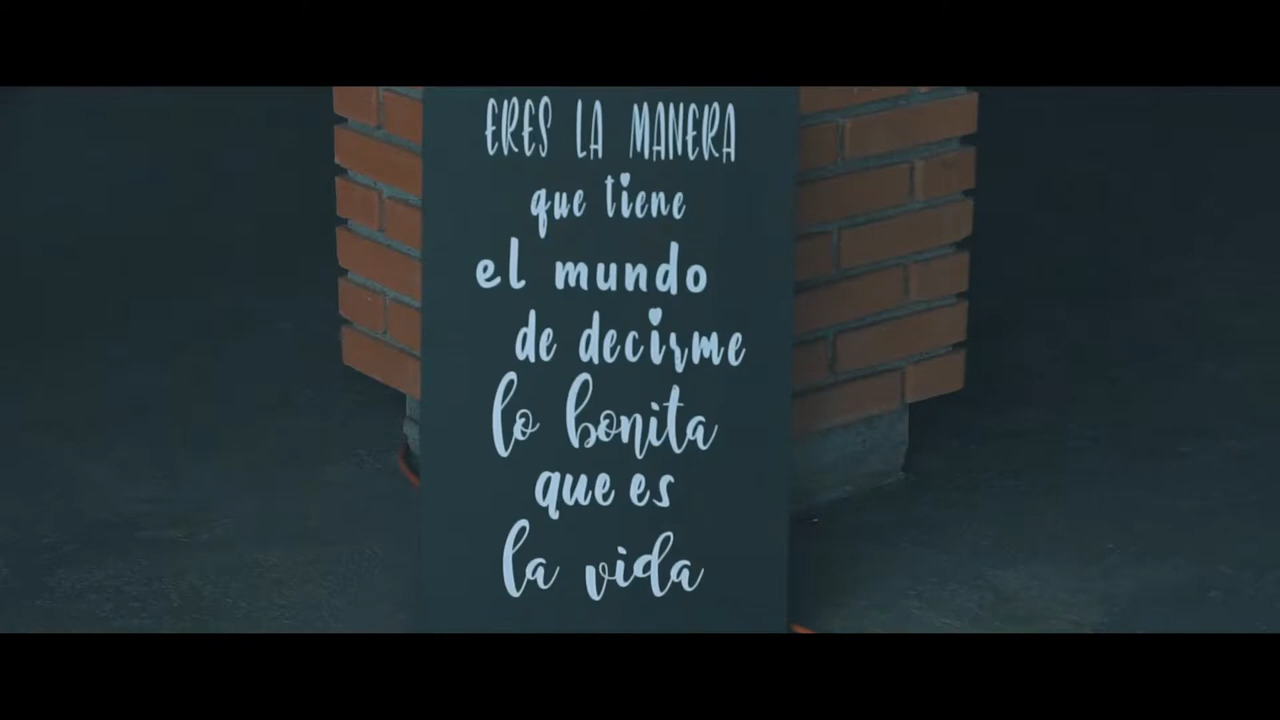 ERES LA MANERA
que tiene
el mundo
de decirme
lo bonita
que es
la vida